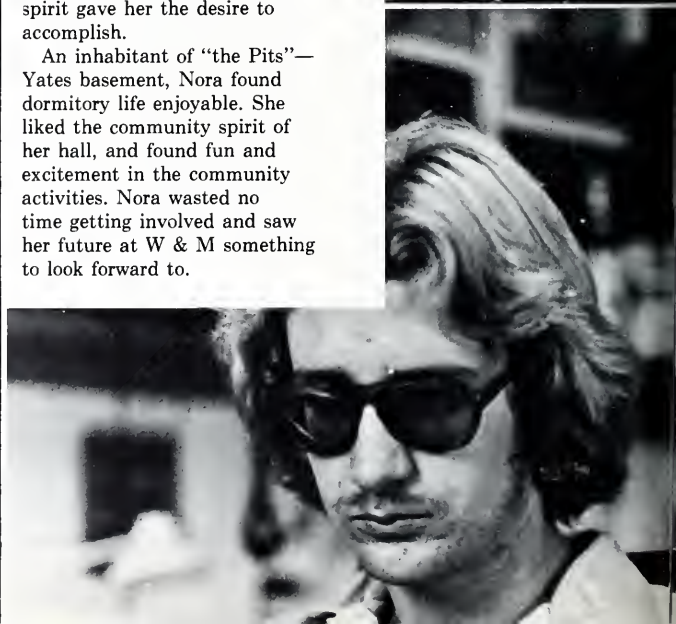 spirit gave her the desire to
accomplish.
An inhabitant of “the Pits”—
Yates basement, Nora found
dormitory life enjoyable. She
liked the community spirit of
her hall, and found fun and
excitement in the community
activities. Nora wasted no
time getting involved and saw
her future at W & M something
to look forward to.